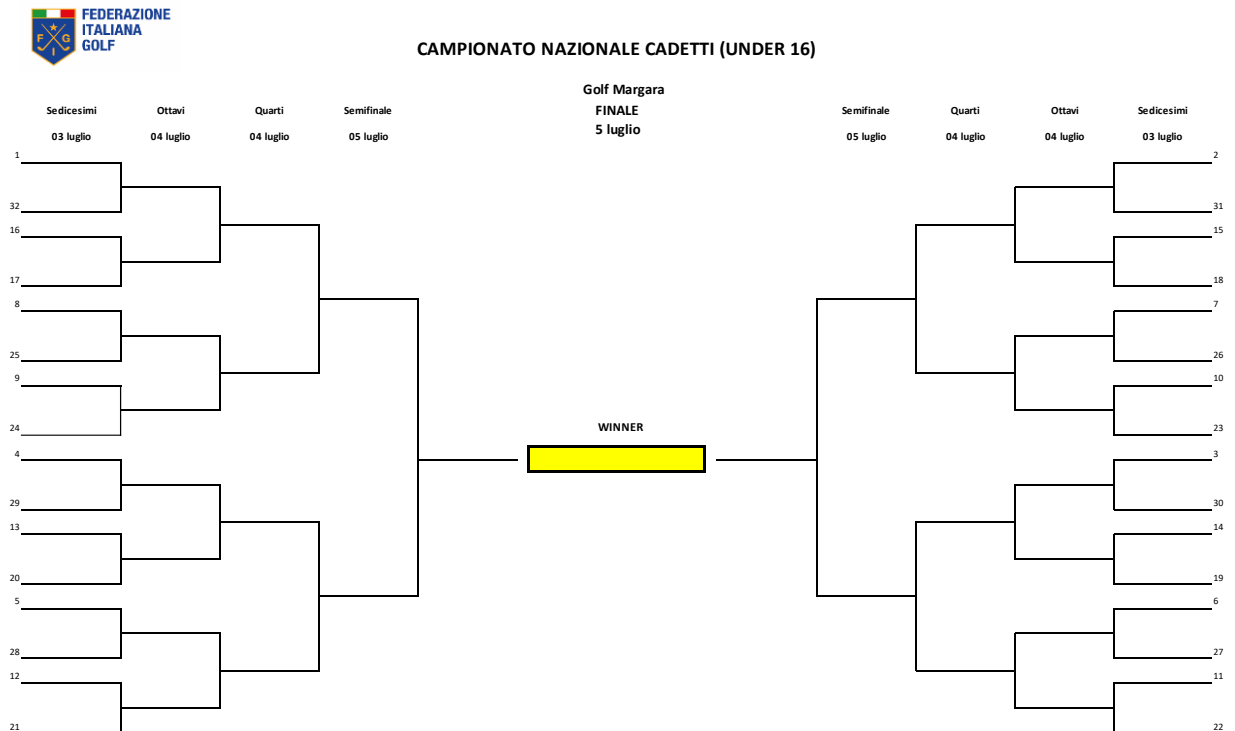 FEDERAZIONE
ITALIANA
GOLF
F G I
CAMPIONATO NAZIONALE CADETTI (UNDER 16)
Golf Margara
Sedicesimi Ottavi Quarti Semifinale FINALE Semifinale Quarti Ottavi Sedicesimi
03 luglio 04 luglio 04 luglio 05 luglio 5 luglio 05 luglio 04 luglio 04 luglio 03 luglio
1 2
32 31
16 15
17 18
8 7
25 26
9 10
24 23
WINNER
4 3
29 30
13 14
20 19
5 6
28 27
12 11
21 22